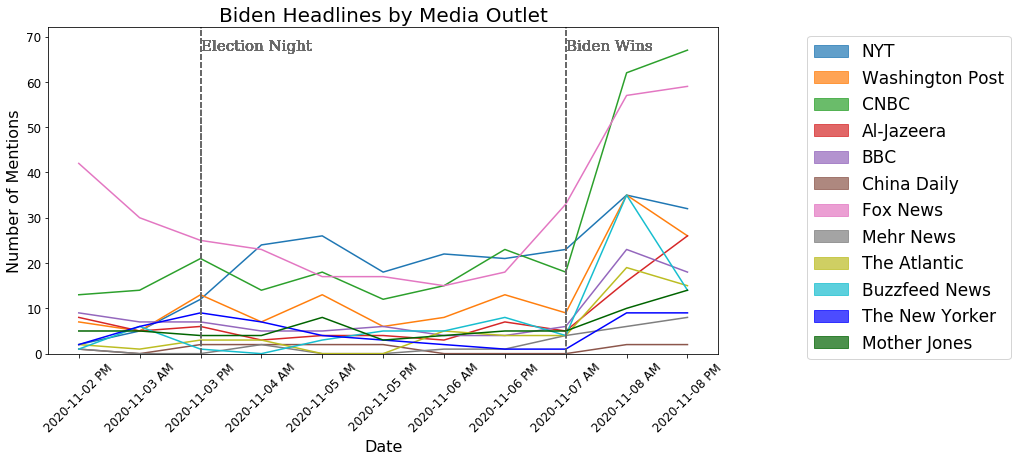 Biden Headlines by Media Outlet
70
60
50
40
30
20
10
0
Number of Mentions
Election Night
Biden Wins
2020-11-02 PM
2020-11-03 AM
2020-11-03 PM
2020-11-04 AM
2020-11-05 AM
2020-11-05 PM
2020-11-06 AM
2020-11-06 PM
2020-11-07 AM
2020-11-08 AM
2020-11-08 PM
Date
NYT
Washington Post
CNBC
Al-Jazeera
BBC
China Daily
Fox News
Mehr News
The Atlantic
Buzzfeed News
The New Yorker
Mother Jones